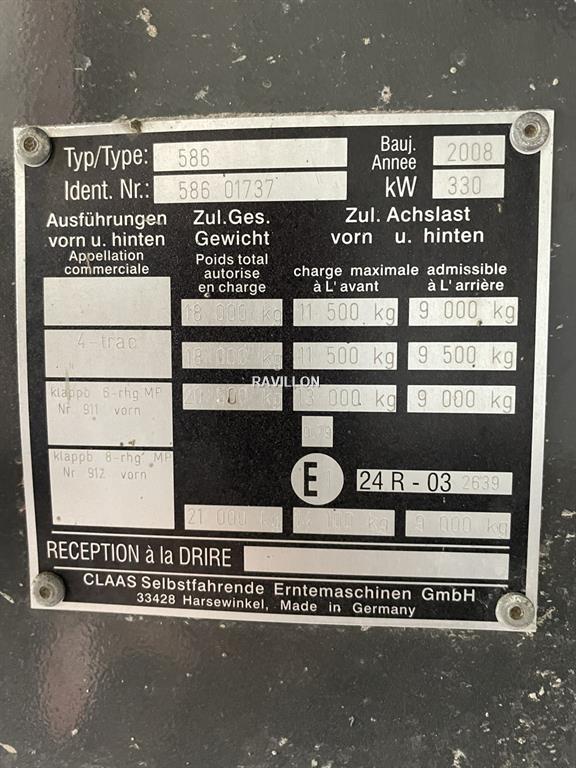 Typ/Type: 586 Bauj. Annee 2008
Ident. Nr.: 586 01737 kW 330
Ausführungen vorn u. hinten Zul.Ges. Gewicht Zul. Achslast vorn u. hinten
Appellation commerciale Poids total autorise en charge charge maximale à L'avant admissible à L'arrière
18 000 kg 11 500 kg 9 000 kg
4-trac 18 000 kg 11 500 kg 9 500 kg
klappb 6-rhg MP 000 kg 13 000 kg 9 000 kg
Nr. 911 vorn
RAVILLON
klappb 8-rhg MP
Nr 912 vorn
E 24 R - 03 2639
21 000 kg kg 9 000 kg
RECEPTION à la DRIRE
CLAAS Selbstfahrende Erntemaschinen GmbH
33428 Harsewinkel, Made in Germany